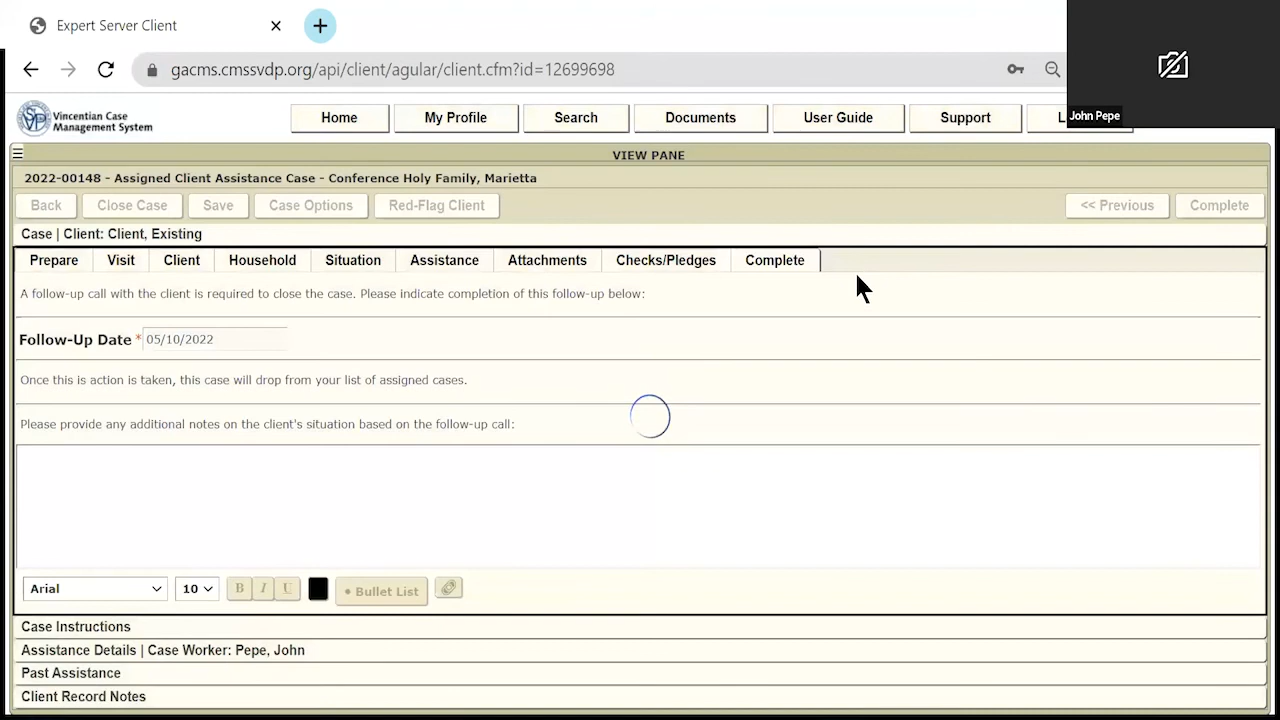 Expert Server Client
gacms.cmssvdp.org/api/client/agular/client.cfm?id=12699698
John Pepe
SVP Vincentian Case
Management System
Home My Profile Search Documents User Guide Support
VIEW PANE
2022-00148 - Assigned Client Assistance Case - Conference Holy Family, Marietta
Back Close Case Save Case Options Red-Flag Client << Previous Complete
Case | Client: Client, Existing
Prepare Visit Client Household Situation Assistance Attachments Checks/Pledges Complete
A follow-up call with the client is required to close the case. Please indicate completion of this follow-up below:
Follow-Up Date * 05/10/2022
Once this is action is taken, this case will drop from your list of assigned cases.
Please provide any additional notes on the client's situation based on the follow-up call:
Arial 10 B I U • Bullet List
Case Instructions
Assistance Details | Case Worker: Pepe, John
Past Assistance
Client Record Notes